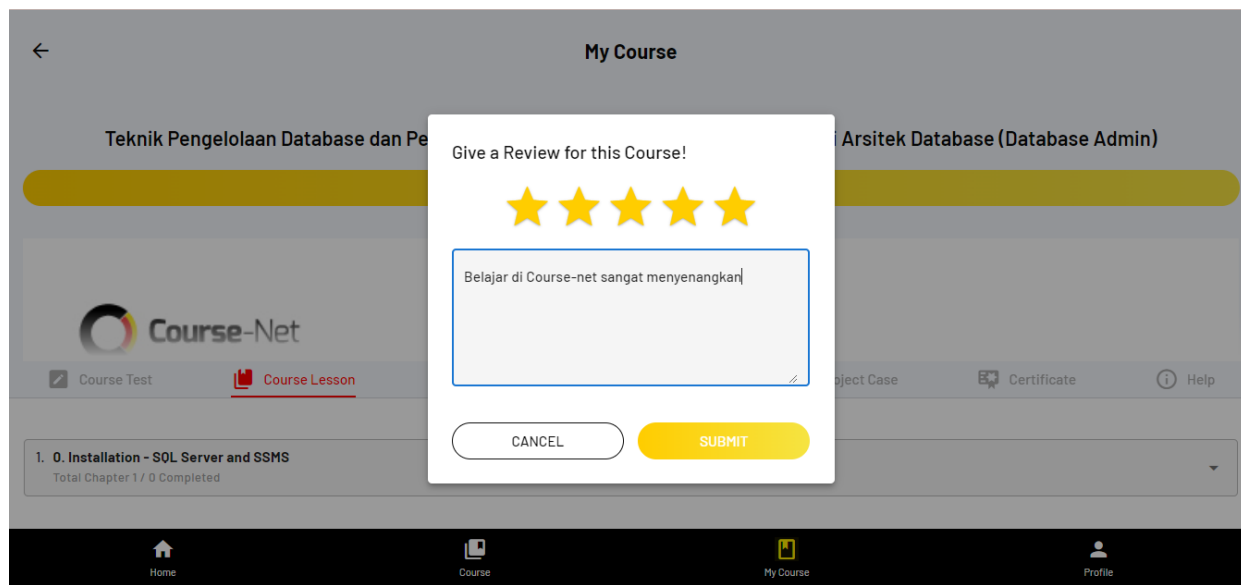 My Course
Teknik Pengelolaan Database dan Pe
i Arsitek Database (Database Admin)
Give a Review for this Course!
Belajar di Course-net sangat menyenangkan
Course-Net
Course Test
Course Lesson
oject Case
Certificate
Help
CANCEL
SUBMIT
1. 0. Installation - SQL Server and SSMS
Total Chapter 1 / 0 Completed
Home
Course
My Course
Profile